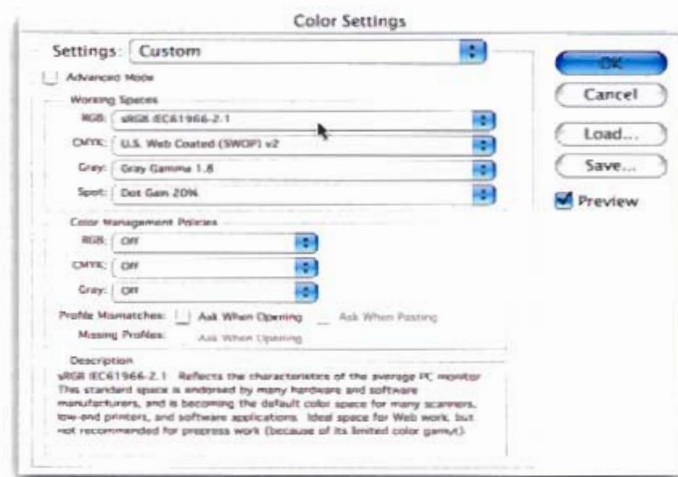 Color Settings
Settings: Custom
OK
Advanced Mode
Cancel
Working Spaces
RGB: sRGB IEC61966-2.1
CMYK: U.S. Web Coated (SWOP) v2
Load...
Gray: Gray Gamma 1.8
Save...
Spot: Dot Gain 20%
Preview
Color Management Policies
RGB: Off
CMYK: Off
Gray: Off
Profile Mismatches: Ask When Opening Ask When Pasting
Missing Profiles: Ask When Opening
Description
sRGB IEC61966-2.1 Reflects the characteristics of the average PC monitor
This standard space is endorsed by many hardware and software
manufacturers, and is becoming the default color space for many scanners,
low-end printers, and software applications. Ideal space for Web work, but
not recommended for prepress work (because of its limited color gamut)